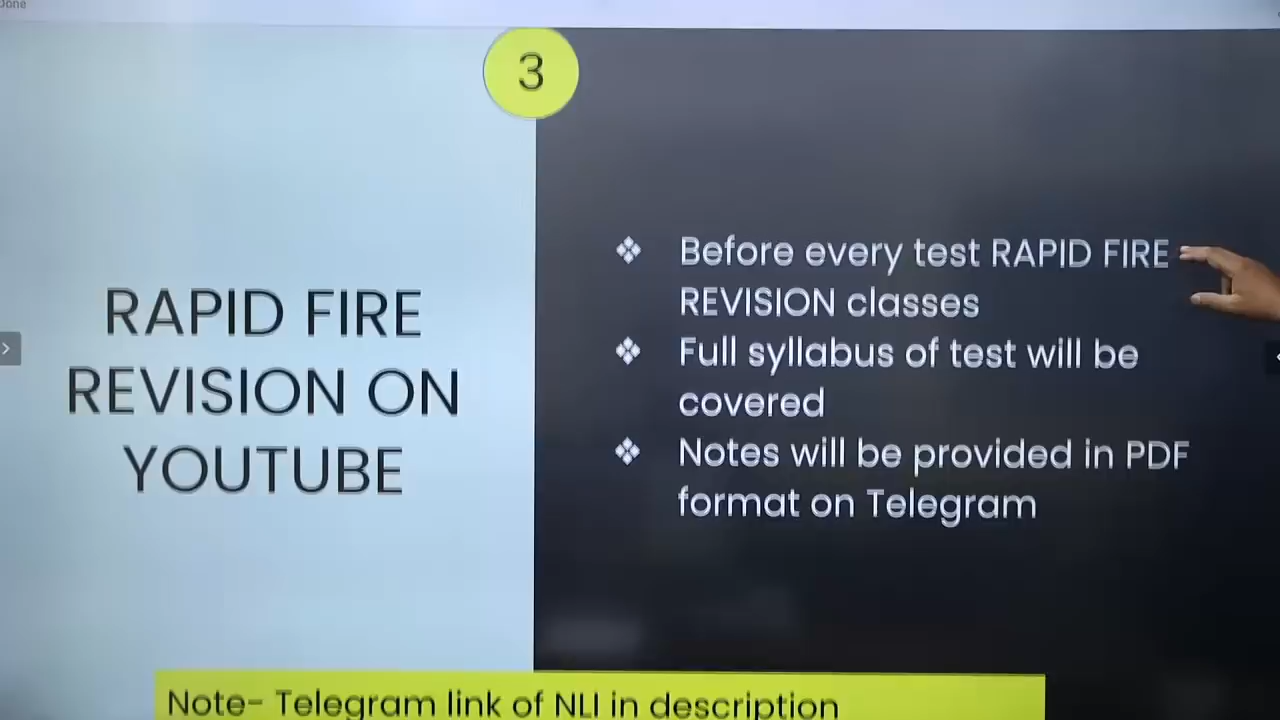 Done
3
RAPID FIRE
REVISION ON
YOUTUBE
❖ Before every test RAPID FIRE
REVISION classes
❖ Full syllabus of test will be
covered
❖ Notes will be provided in PDF
format on Telegram
Note- Telegram link of NLI in description